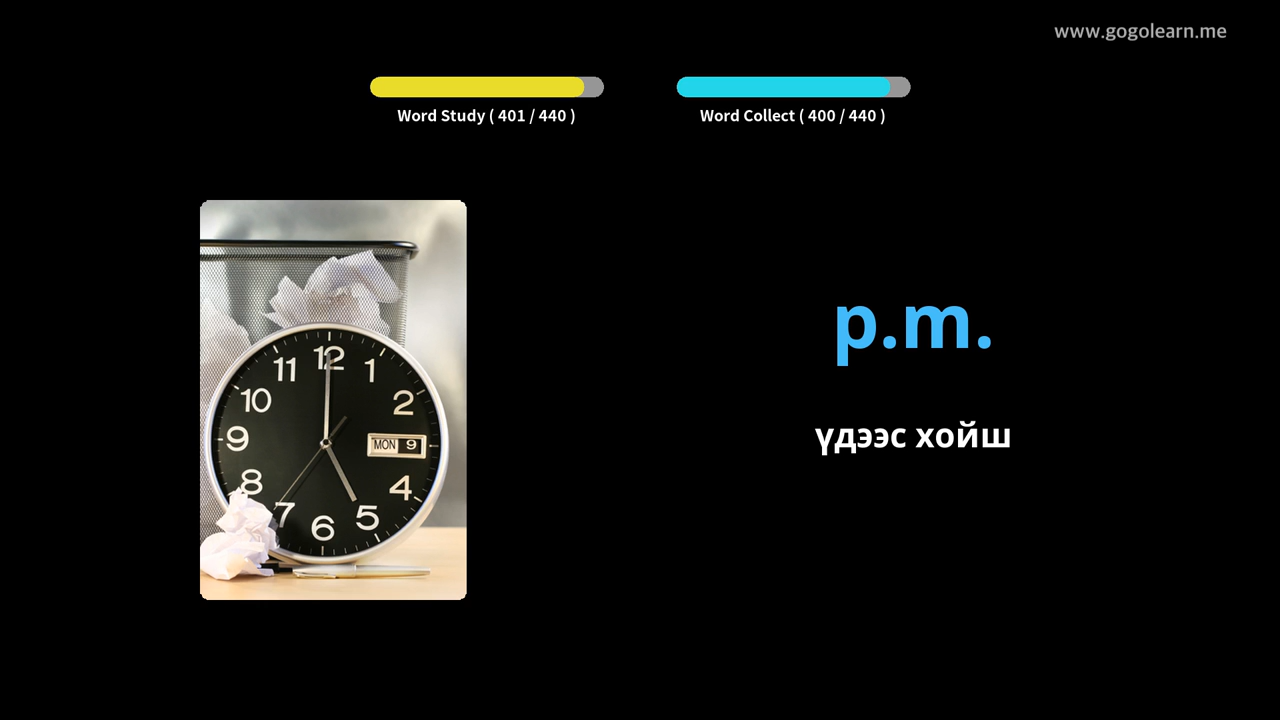 www.gogolearn.me
Word Study ( 401 / 440 )
Word Collect ( 400 / 440 )
12
11
1
10
2
9
MON 9
8
4
7
5
6
p.m.
үдээс хойш